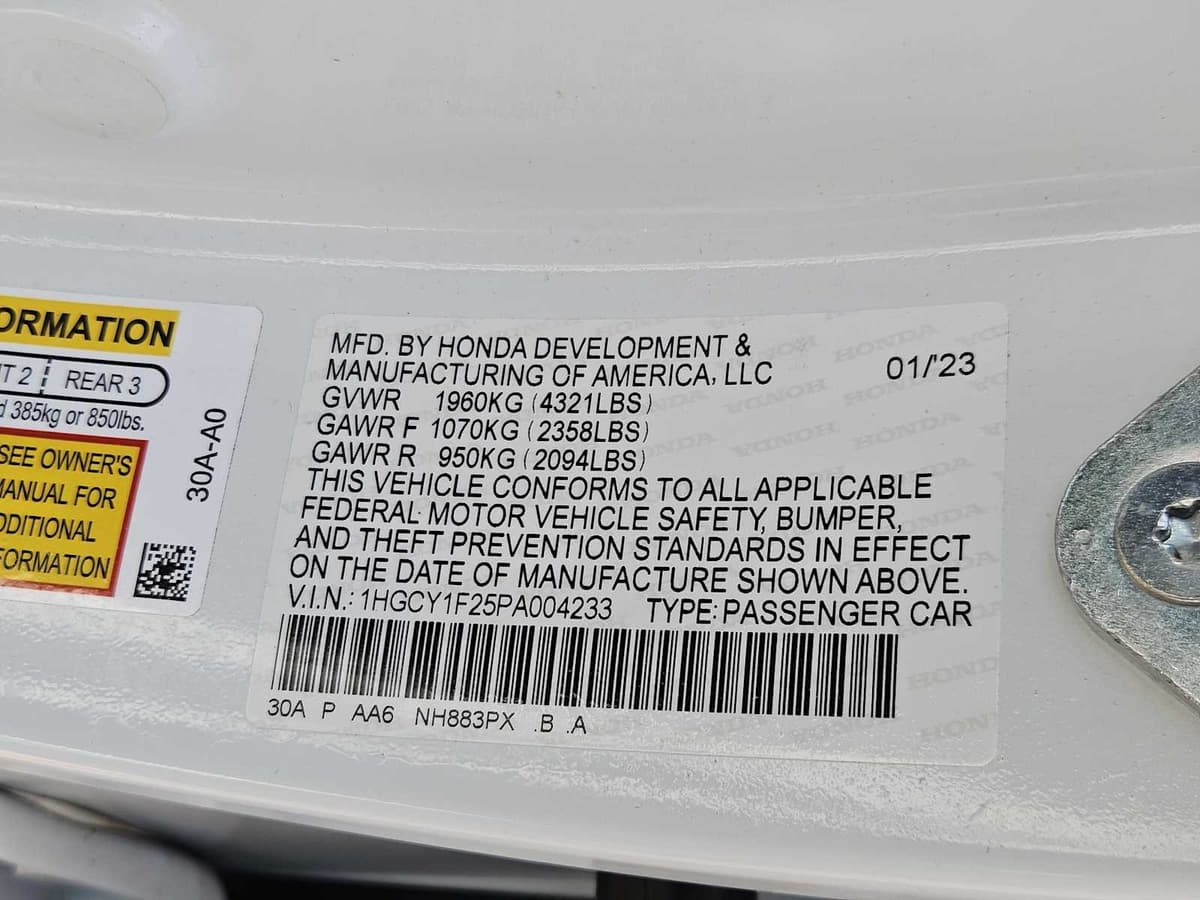 ORMATION
T 2 REAR 3
d 385kg or 850lbs.
SEE OWNER'S
MANUAL FOR
DDITIONAL
FORMATION
30A-A0
MFD. BY HONDA DEVELOPMENT &
MANUFACTURING OF AMERICA, LLC 01/'23
GVWR 1960KG (4321LBS)
GAWR F 1070KG (2358LBS)
GAWR R 950KG (2094LBS)
THIS VEHICLE CONFORMS TO ALL APPLICABLE
FEDERAL MOTOR VEHICLE SAFETY, BUMPER,
AND THEFT PREVENTION STANDARDS IN EFFECT
ON THE DATE OF MANUFACTURE SHOWN ABOVE.
V.I.N.: 1HGCY1F25PA004233 TYPE: PASSENGER CAR
30A P AA6 NH883PX .B .A